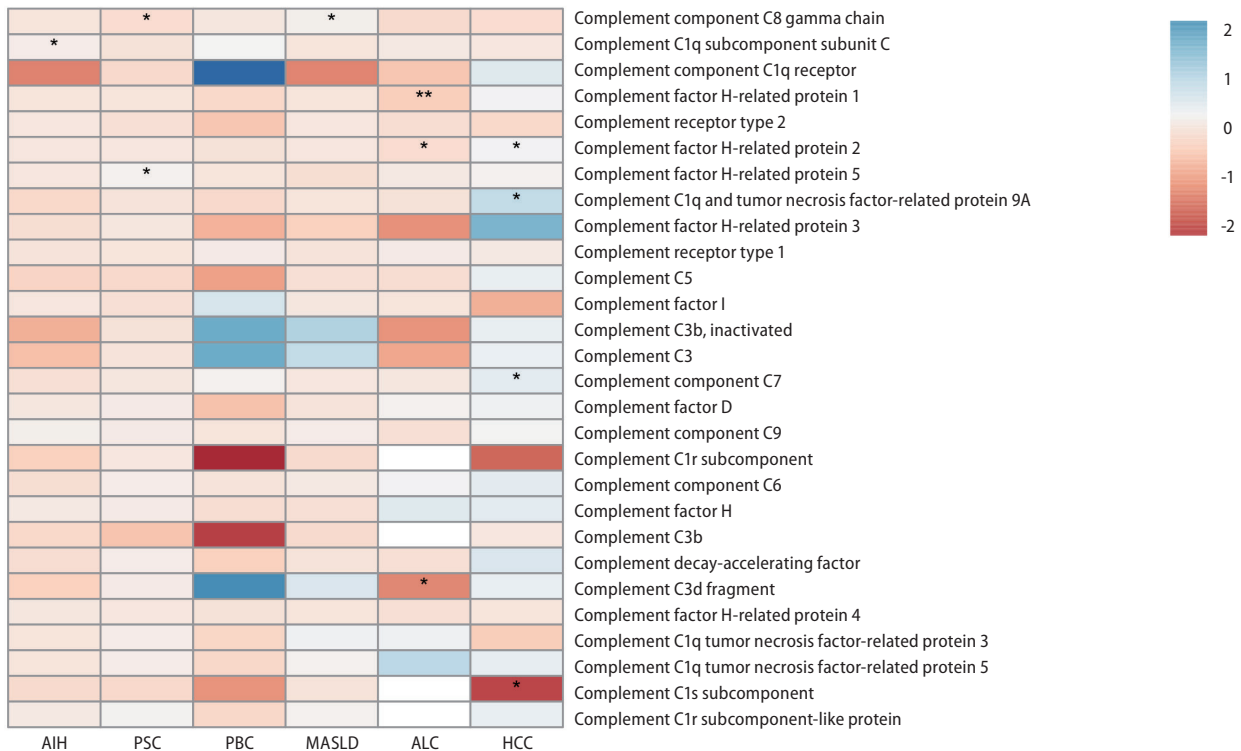 * * Complement component C8 gamma chain
* Complement C1q subcomponent subunit C
Complement component C1q receptor
** Complement factor H-related protein 1
Complement receptor type 2
* * Complement factor H-related protein 2
* Complement factor H-related protein 5
* Complement C1q and tumor necrosis factor-related protein 9A
Complement factor H-related protein 3
Complement receptor type 1
Complement C5
Complement factor I
Complement C3b, inactivated
Complement C3
* Complement component C7
Complement factor D
Complement component C9
Complement C1r subcomponent
Complement component C6
Complement factor H
Complement C3b
Complement decay-accelerating factor
* Complement C3d fragment
Complement factor H-related protein 4
Complement C1q tumor necrosis factor-related protein 3
Complement C1q tumor necrosis factor-related protein 5
* Complement C1s subcomponent
Complement C1r subcomponent-like protein
AIH PSC PBC MASLD ALC HCC
2
1
0
-1
-2